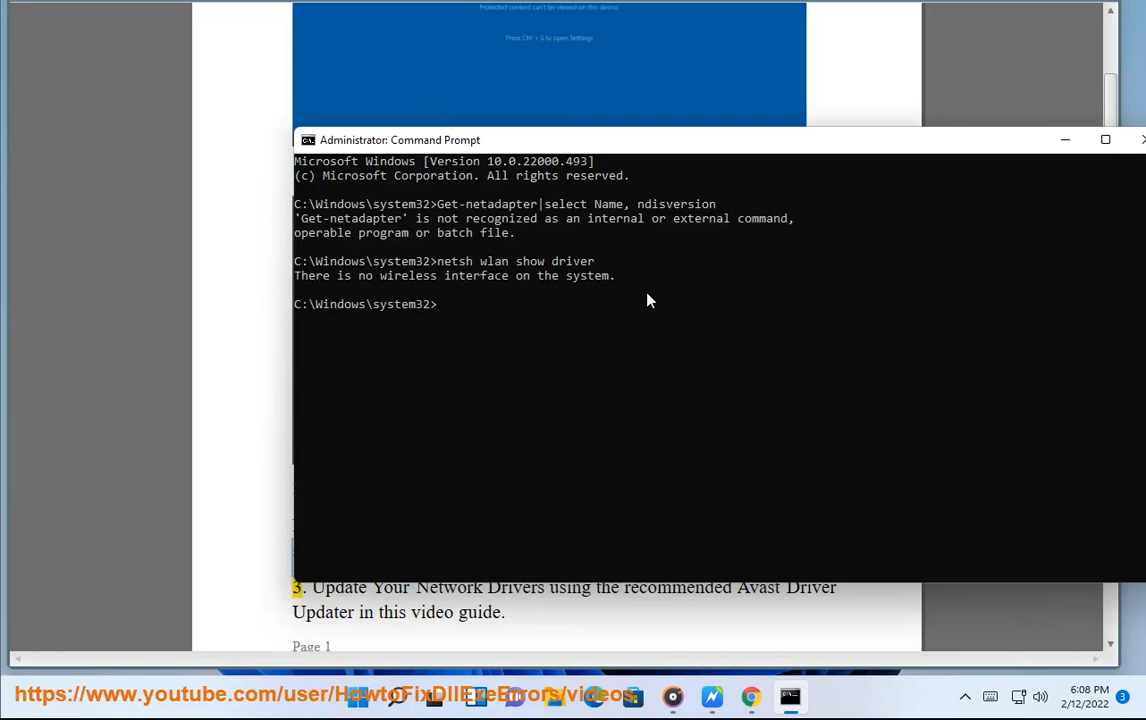 Protected content can't be viewed on this device
Press Ctrl + S to open Settings
Administrator: Command Prompt
Microsoft Windows [Version 10.0.22000.493]
(c) Microsoft Corporation. All rights reserved.
C:\Windows\system32>Get-netadapter|select Name, ndisversion
'Get-netadapter' is not recognized as an internal or external command,
operable program or batch file.
C:\Windows\system32>netsh wlan show driver
There is no wireless interface on the system.
C:\Windows\system32>
3. Update Your Network Drivers using the recommended Avast Driver
Updater in this video guide.
Page 1
https://www.youtube.com/user/HowtoFixDllExeErrors/videos
6:08 PM
2/12/2022
3